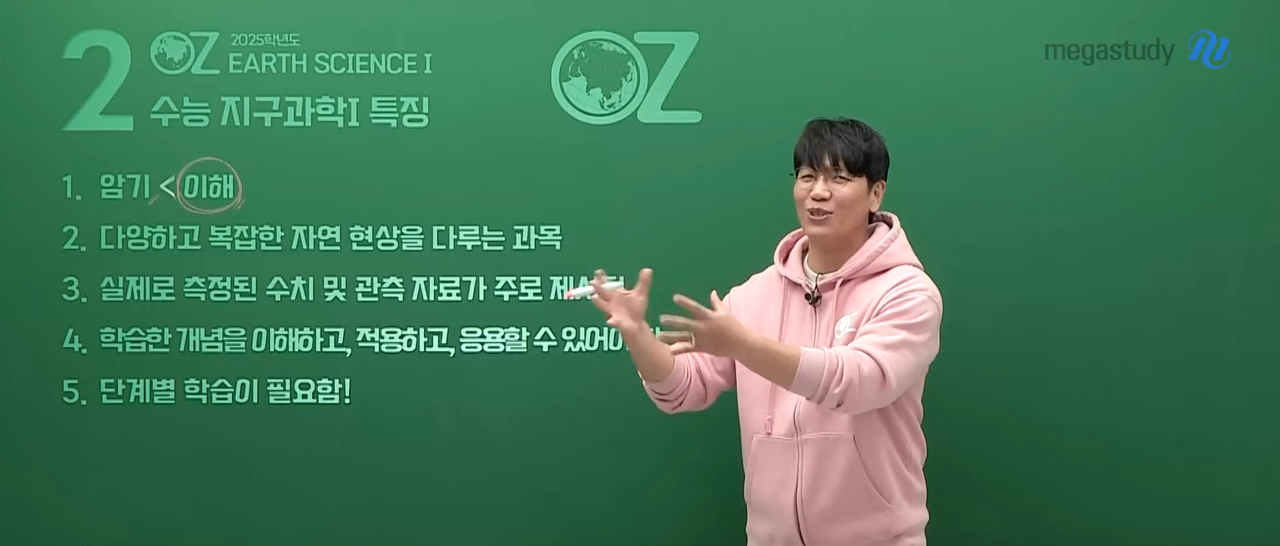 2
OZ
2025학년도
EARTH SCIENCE I
수능 지구과학I 특징
OZ
megastudy
1. 암기 < 이해
2. 다양하고 복잡한 자연 현상을 다루는 과목
3. 실제로 측정된 수치 및 관측 자료가 주로
4. 학습한 개념을 이해하고, 적용하고, 응용할 수
5. 단계별 학습이 필요함!